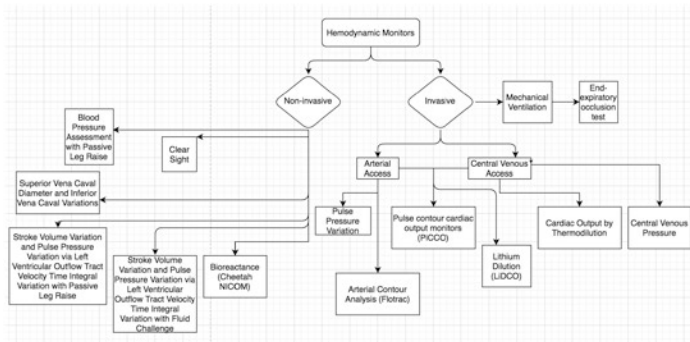 Hemodynamic Monitors
Non-invasive
Invasive
Mechanical
Ventilation
End-
expiratory
occlusion
test
Blood
Pressure
Assessment
with Passive
Leg Raise
Clear
Sight
Arterial
Access
Central Venous
Access
Superior Vena Caval
Diameter and Inferior
Vena Caval Variations
Pulse
Pressure
Variation
Pulse contour cardiac
output monitors
(PiCCC)
Cardiac Output by
Thermodilution
Central Venous
Pressure
Stroke Volume Variation
and Pulse Pressure
Variation via Left
Ventricular Outflow Tract
Velocity Time Integral
Variation with Passive
Leg Raise
Stroke Volume
Variation and Pulse
Pressure Variation via
Left Ventricular
Outflow Tract Velocity
Time Integral
Variation with Fluid
Challenge
Bioreactance
(Cheetah
NICOM)
Lithium
Dilution
(LiDCO)
Arterial Contour
Analysis (Flotrac)